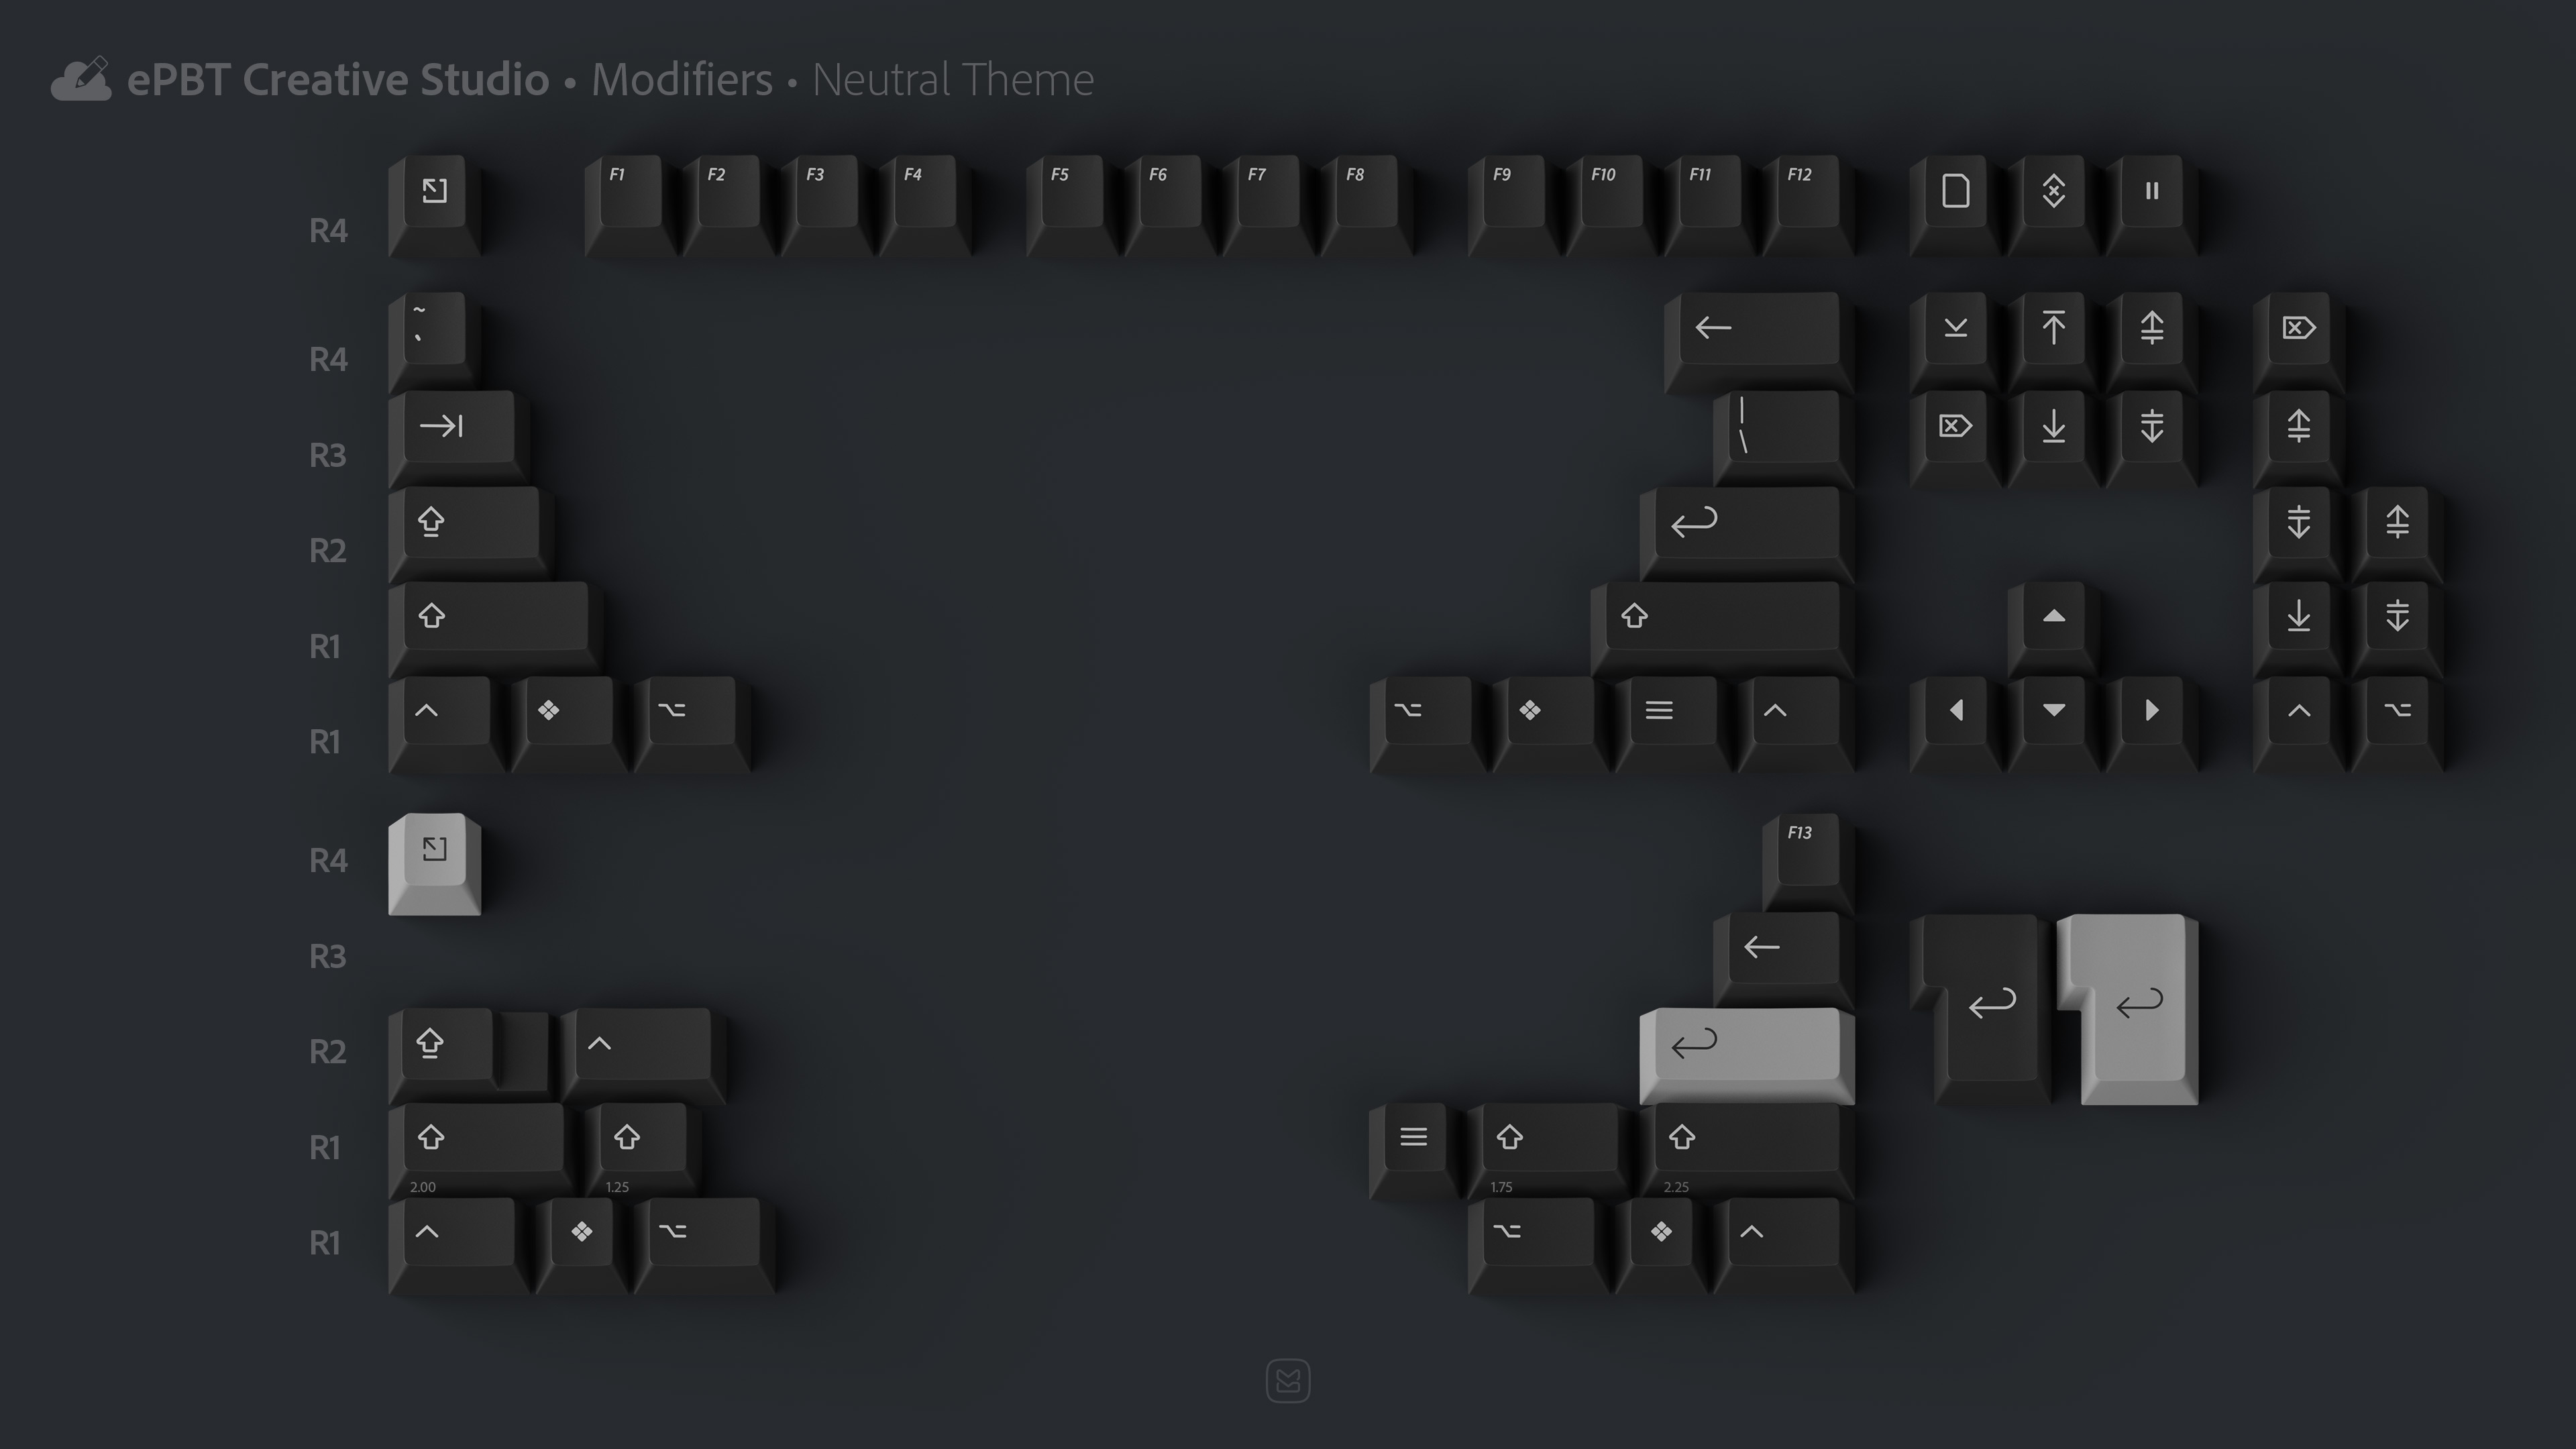 ePBT Creative Studio • Modifiers • Neutral Theme
R4 F1 F2 F3 F4 F5 F6 F7 F8 F9 F10 F11 F12
R4 ~ ` 
R3 | \
R2
R1
R1
R4 F13
R3
R2
R1
2.00 1.25 1.75 2.25
R1